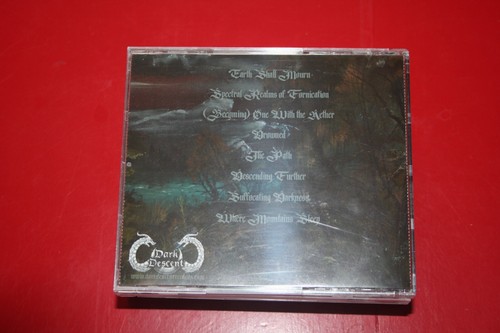 Earth Shall Mourn
Spectral Realms of Fornication
(Becoming) One With the Aether
Drowned
The Path
Descending Further
Suffocating Darkness
Where Mountains Sleep
Dark
Descent